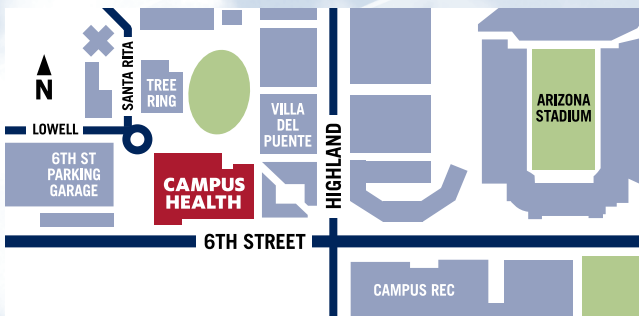 N
SANTA RITA
LOWELL
TREE
RING
VILLA
DEL
PUENTE
6TH ST
PARKING
GARAGE
CAMPUS
HEALTH
HIGHLAND
ARIZONA
STADIUM
6TH STREET
CAMPUS REC